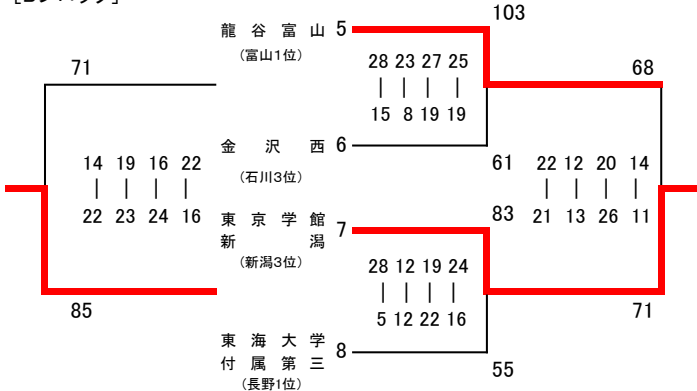 103
龍谷富山 5
(富山1位)
71
28 23 27 25
68
| | | |
15 8 19 19
金沢西 6
(石川3位)
61
14 19 16 22
22 12 20 14
| | | |
| | | |
22 23 24 16
21 13 26 11
83
東京学館
新潟
7
(新潟3位)
28 12 19 24
| | | |
5 12 22 16
85
71
東海大学
付属第三
8
(長野1位)
55